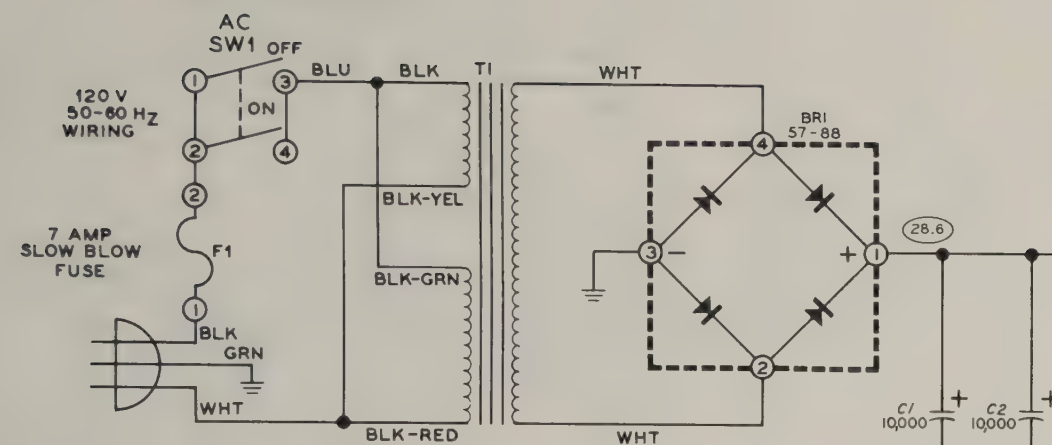 AC
SW1
OFF
1
3
BLU
BLK
T1
WHT
120 V
50-60 HZ
WIRING
ON
2
4
BR1
57-88
4
2
BLK-YEL
7 AMP
SLOW BLOW
FUSE
F1
3
-
+
1
28.6
BLK-GRN
1
BLK
GRN
2
WHT
BLK-RED
WHT
C1
10,000
+
C2
10,000
+